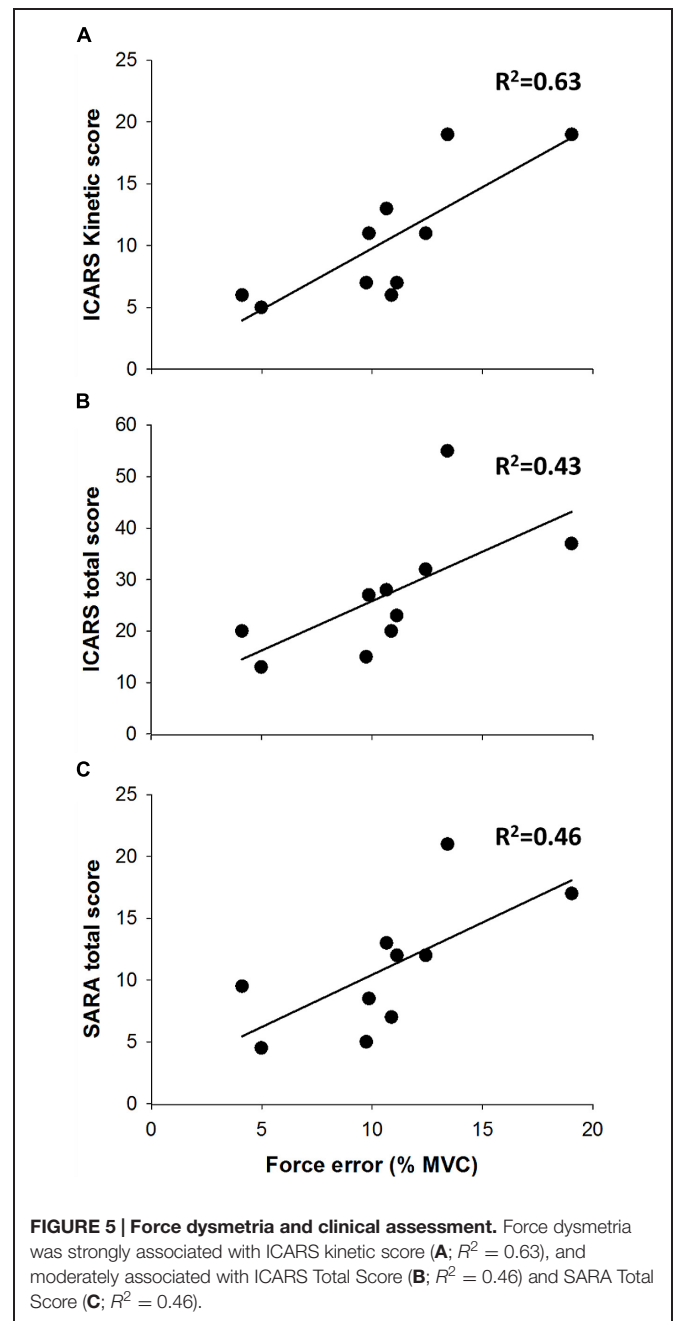 A
25
20
15
10
5
0
ICARS Kinetic score
R²=0.63
B
60
50
40
30
20
10
0
ICARS total score
R²=0.43
C
25
20
15
10
5
0
SARA total score
R²=0.46
0 5 10 15 20
Force error (% MVC)
FIGURE 5 | Force dysmetria and clinical assessment. Force dysmetria
was strongly associated with ICARS kinetic score (A; R² = 0.63), and
moderately associated with ICARS Total Score (B; R² = 0.46) and SARA Total
Score (C; R² = 0.46).